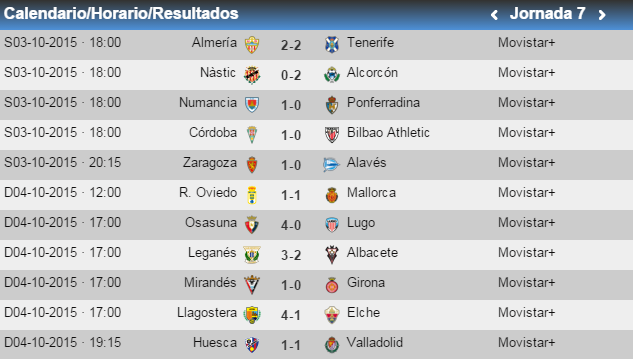 Calendario/Horario/Resultados Jornada 7
S03-10-2015 · 18:00 Almería 2-2 Tenerife Movistar+
S03-10-2015 · 18:00 Nàstic 0-2 Alcorcón Movistar+
S03-10-2015 · 18:00 Numancia 1-0 Ponferradina Movistar+
S03-10-2015 · 18:00 Córdoba 1-0 Bilbao Athletic Movistar+
S03-10-2015 · 20:15 Zaragoza 1-0 Alavés Movistar+
D04-10-2015 · 12:00 R. Oviedo 1-1 Mallorca Movistar+
D04-10-2015 · 17:00 Osasuna 4-0 Lugo Movistar+
D04-10-2015 · 17:00 Leganés 3-2 Albacete Movistar+
D04-10-2015 · 17:00 Mirandés 1-0 Girona Movistar+
D04-10-2015 · 17:00 Llagostera 4-1 Elche Movistar+
D04-10-2015 · 19:15 Huesca 1-1 Valladolid Movistar+